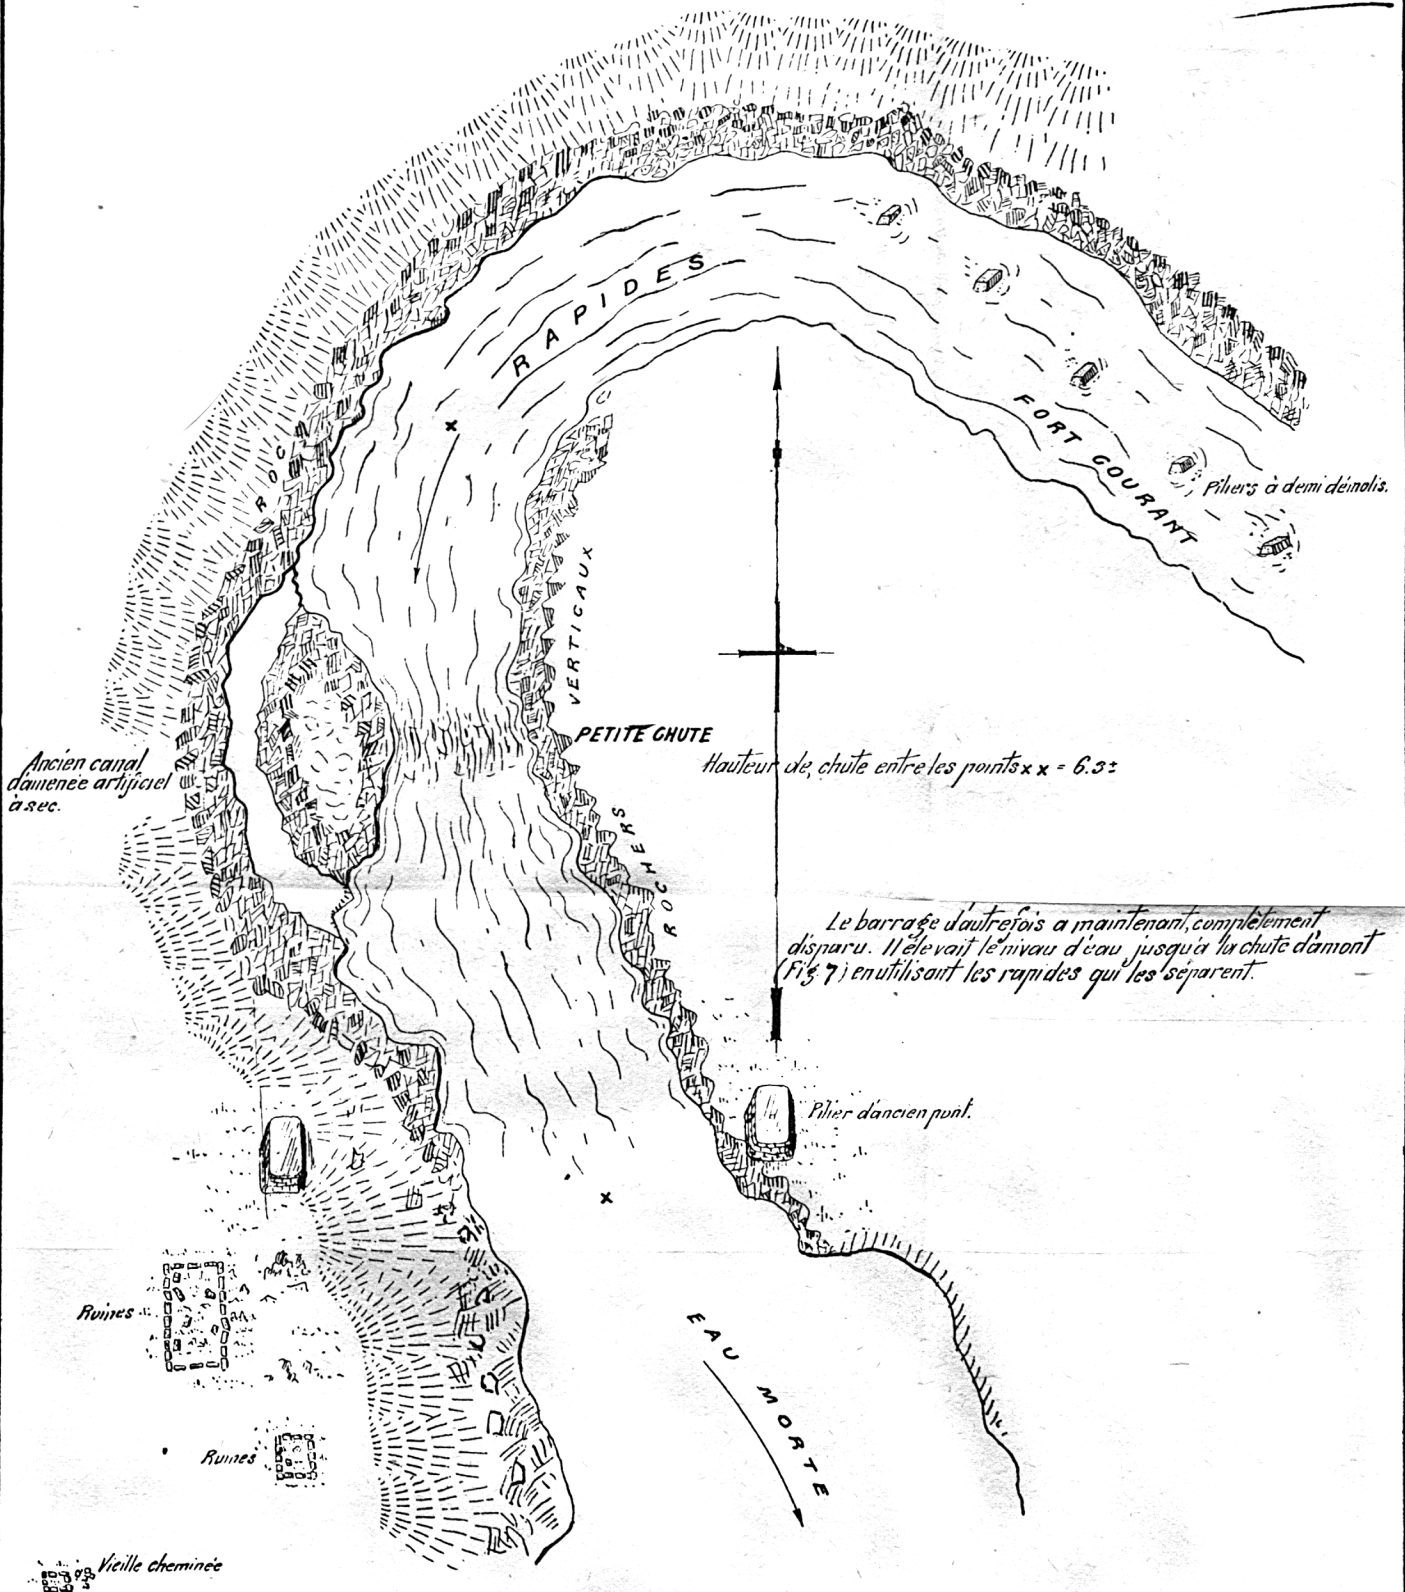 RAPIDES
x
ROC
FORT COURANT
Piliers à demi démolis.
VERTICAUX
PETITE CHUTE
Hauteur de, chute entre les points x x = 6.3±
Ancien canal
d'amenée artificiel
à sec.
ROCHERS
Le barrage d'autrefois a maintenant, complètement
disparu. Il élevait le nivau d'eau jusqu'à la chute d'amont
(Fig. 7) en utilisant les rapides qui les séparent.
Pilier d'ancien pont.
x
Ruines
EAU MORTE
Ruines
Vieille cheminée